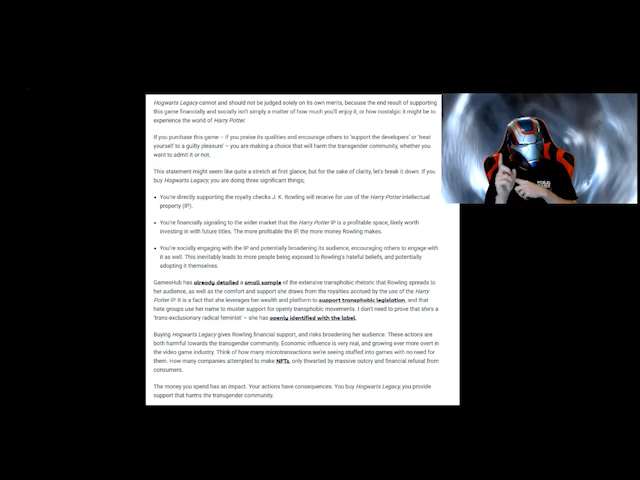 Hogwarts Legacy cannot and should not be judged solely on its own merits, because the end result of supporting
this game financially and socially isn't simply a matter of how much you'll enjoy it, or how nostalgic it might be to
experience the world of Harry Potter.
If you purchase this game – if you praise its qualities and encourage others to 'support the developers' or 'treat
yourself to a guilty pleasure' – you are making a choice that will harm the transgender community, whether you
want to admit it or not.
This statement might seem like quite a stretch at first glance, but for the sake of clarity, let's break it down. If you
buy Hogwarts Legacy, you are doing three significant things;
• You're directly supporting the royalty checks J. K. Rowling will receive for use of the Harry Potter intellectual
property (IP).
• You're financially signaling to the wider market that the Harry Potter IP is a profitable space, likely worth
investing in with future titles. The more profitable the IP, the more money Rowling makes.
• You're socially engaging with the IP and potentially broadening its audience, encouraging others to engage with
it as well. This inevitably leads to more people being exposed to Rowling's hateful beliefs, and potentially
adopting it themselves.
GamesHub has already detailed a small sample of the extensive transphobic rhetoric that Rowling spreads to
her audience, as well as the comfort and support she draws from the royalties accrued by the use of the Harry
Potter IP. It is a fact that she leverages her wealth and platform to support transphobic legislation, and that
hate groups use her name to muster support for openly transphobic movements. I don't need to prove that she's a
'trans-exclusionary radical feminist' – she has openly identified with the label.
Buying Hogwarts Legacy gives Rowling financial support, and risks broadening her audience. These actions are
both harmful towards the transgender community. Economic influence is very real, and growing ever more overt in
the video game industry. Think of how many microtransactions we're seeing stuffed into games with no need for
them. How many companies attempted to make NFTs, only thwarted by massive outcry and financial refusal from
consumers.
The money you spend has an impact. Your actions have consequences. You buy Hogwarts Legacy, you provide
support that harms the transgender community.